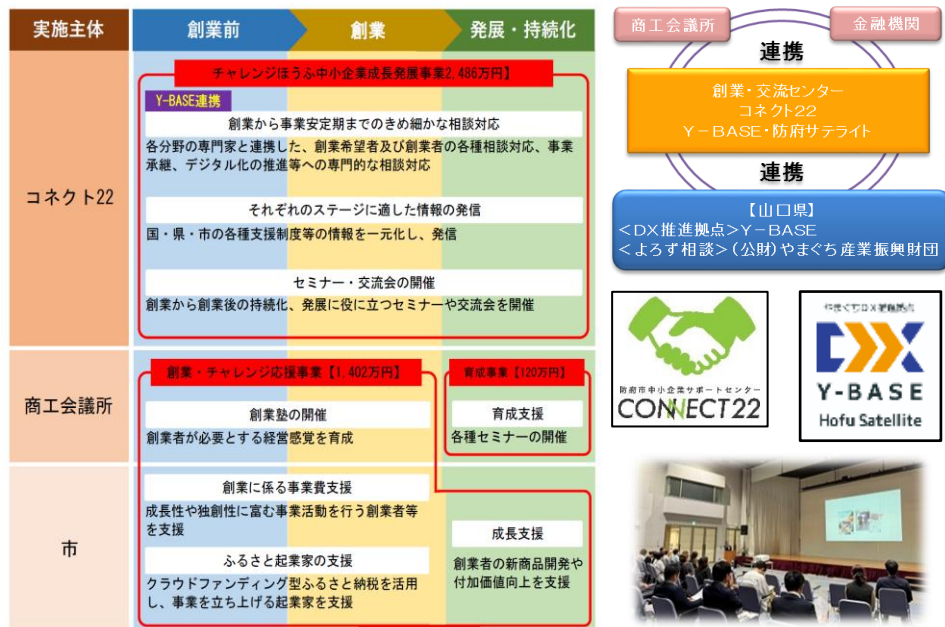 実施主体
創業前
創業
発展・持続化
コネクト22
チャレンジほうふ中小企業成長発展事業2,486万円】
Y-BASE連携
創業から事業安定期までのきめ細かな相談対応
各分野の専門家と連携した、創業希望者及び創業者の各種相談対応、事業
承継、デジタル化の推進等への専門的な相談対応
それぞれのステージに適した情報の発信
国・県・市の各種支援制度等の情報を一元化し、発信
セミナー・交流会の開催
創業から創業後の持続化、発展に役に立つセミナーや交流会を開催
商工会議所
創業・チャレンジ応援事業【1,402万円】
創業塾の開催
創業者が必要とする経営感覚を育成
育成事業【120万円】
育成支援
各種セミナーの開催
市
創業に係る事業費支援
成長性や独創性に富む事業活動を行う創業者等
を支援
ふるさと起業家の支援
クラウドファンディング型ふるさと納税を活用
し、事業を立ち上げる起業家を支援
成長支援
創業者の新商品開発や
付加価値向上を支援
商工会議所
金融機関
連携
創業・交流センター
コネクト22
Y-BASE・防府サテライト
連携
【山口県】
<DX推進拠点>Y-BASE
<よろず相談>(公財)やまぐち産業振興財団
防府市中小企業サポートセンター
CONNECT22
やまぐちDX推進拠点
Y-BASE
Hofu Satellite